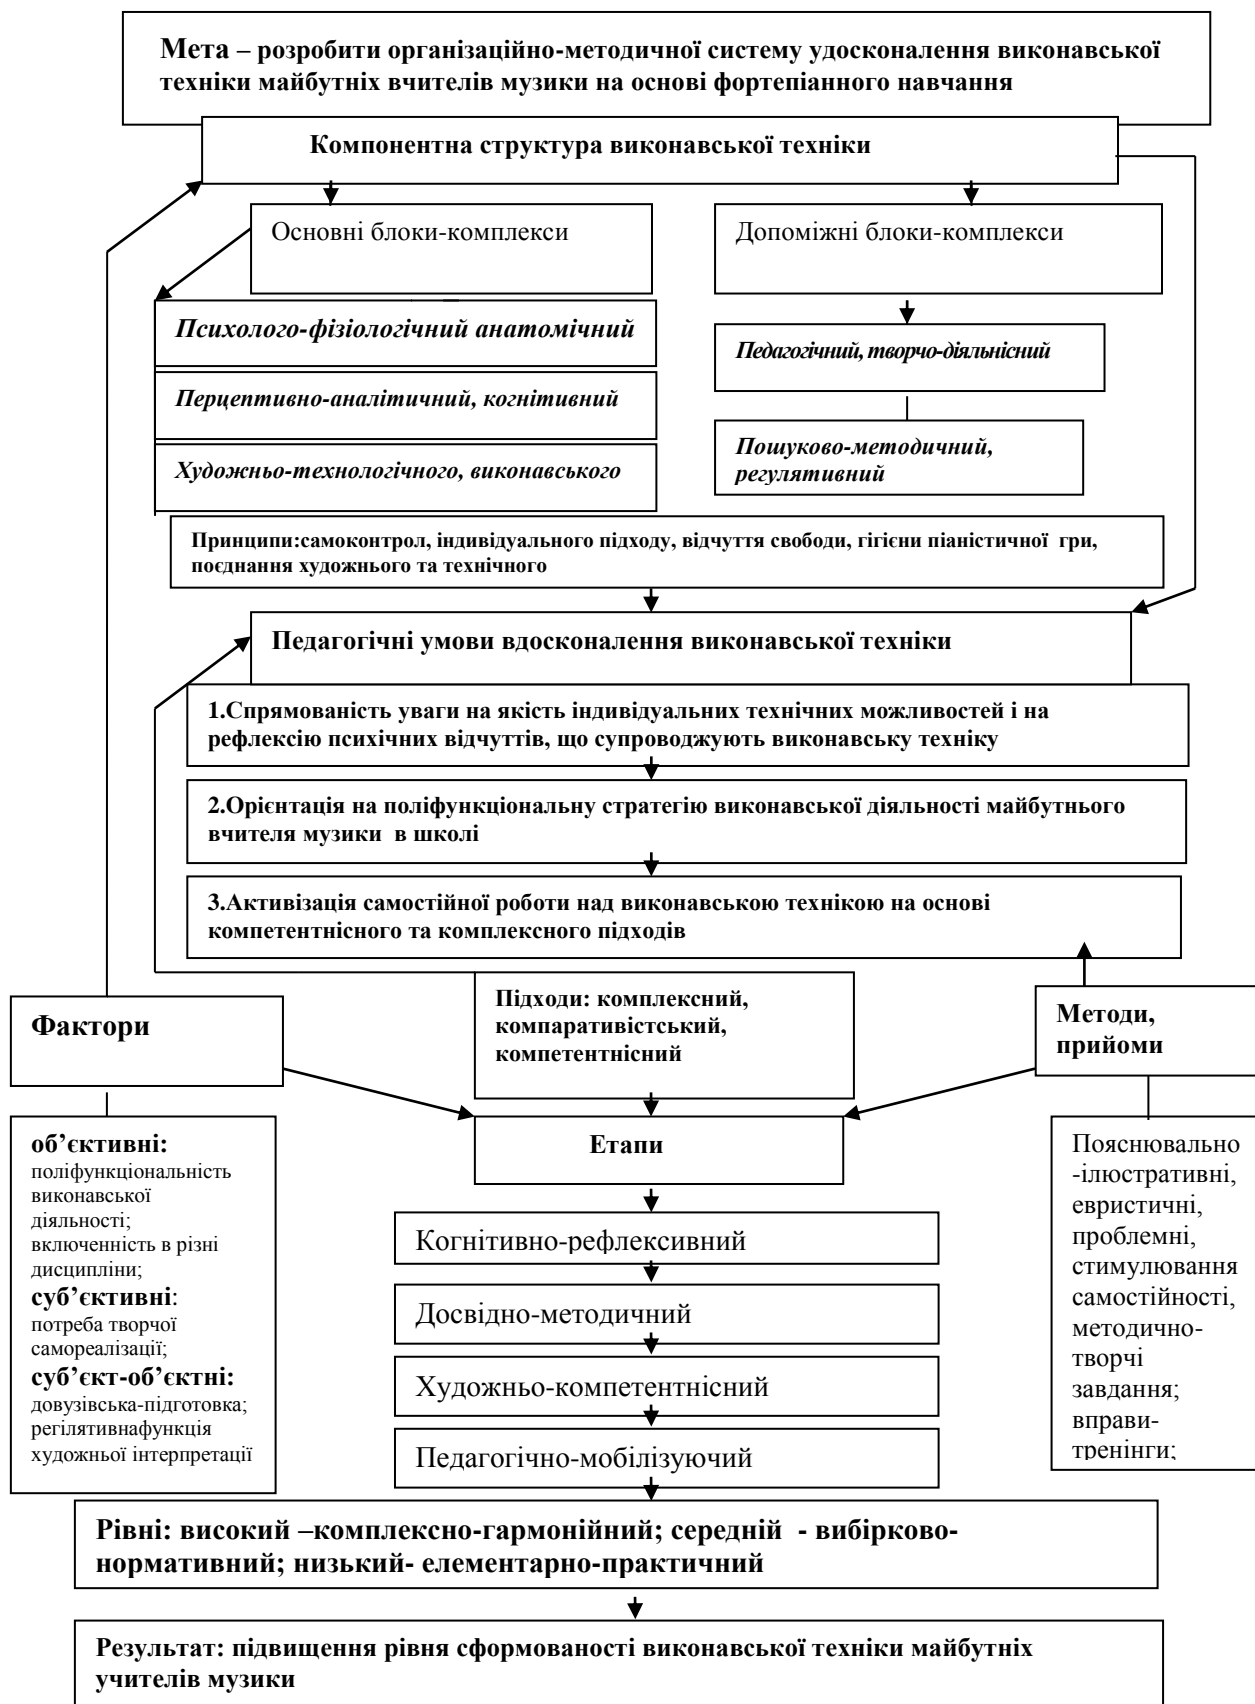 Мета – розробити організаційно-методичної систему удосконалення виконавської
техніки майбутніх вчителів музики на основі фортепіанного навчання
Компонентна структура виконавської техніки
Основні блоки-комплекси
Допоміжні блоки-комплекси
Психолого-фізіологічний анатомічний
Педагогічний, творчо-діяльнісний
Перцептивно-аналітичний, когнітивний
Пошуково-методичний,
регулятивний
Художньо-технологічного, виконавського
Принципи:самоконтрол, індивідуального підходу, відчуття свободи, гігієни піаністичної гри,
поєднання художнього та технічного
Педагогічні умови вдосконалення виконавської техніки
1.Спрямованість уваги на якість індивідуальних технічних можливостей і на
рефлексію психічних відчуттів, що супроводжують виконавську техніку
2.Орієнтація на поліфункціональну стратегію виконавської діяльності майбутнього
вчителя музики в школі
3.Активізація самостійної роботи над виконавською технікою на основі
компетентнісного та комплексного підходів
Фактори
Підходи: комплексний,
компаративістський,
компетентнісний
Методи,
прийоми
об’єктивні:
поліфункціональність
виконавської
діяльності;
включенність в різні
дисципліни;
суб’єктивні:
потреба творчої
самореалізації;
суб’єкт-об’єктні:
довузівська-підготовка;
регілятивнафункція
художньої інтерпретації
Етапи
Когнітивно-рефлексивний
Досвідно-методичний
Художньо-компетентнісний
Педагогічно-мобілізуючий
Пояснювально
-ілюстративні,
евристичні,
проблемні,
стимулювання
самостійності,
методично-
творчі
завдання;
вправи-
тренінги;
Рівні: високий –комплексно-гармонійний; середній - вибірково-
нормативний; низький- елементарно-практичний
Результат: підвищення рівня сформованості виконавської техніки майбутніх
учителів музики